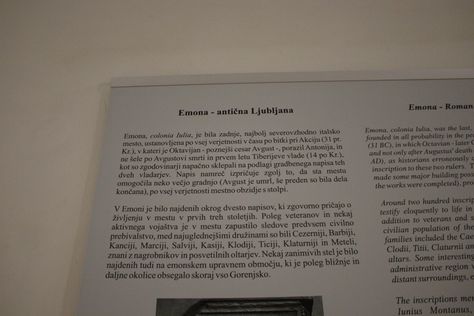 Emona - antična Ljubljana
Emona, colonia Iulia, je bila zadnje, najbolj severovzhodno italsko
mesto, ustanovljena po vsej verjetnosti v času po bitki pri Akciju (31 pr.
Kr.), v kateri je Oktavijan - poznejši cesar Avgust -, porazil Antonija, in
ne šele po Avgustovi smrti in prvem letu Tiberijeve vlade (14 po Kr.),
kot so zgodovinarji napačno sklepali na podlagi gradbenega napisa teh
dveh vladarjev. Napis namreč izpričuje zgolj to, da sta mestu
omogočila neko večjo gradnjo (Avgust je umrl, še preden so bila dela
končana), po vsej verjetnosti mestno obzidje s stolpi.
V Emoni je bilo najdenih okrog dvesto napisov, ki zgovorno pričajo o
življenju v mestu v prvih treh stoletjih. Poleg veteranov in nekaj
aktivnega vojaštva je v mestu zapustilo sledove predvsem civilno
prebivalstvo, med najuglednejšimi družinami so bili Cezerniji, Barbiji,
Kanciji, Marciji, Salviji, Kasiji, Klodiji, Ticiji, Klaturniji in Meteli,
znani z nagrobnikov in posvetilnih oltarjev. Nekaj zanimivih stel je bilo
najdenih tudi na emonskem upravnem območju, ki je poleg bližnje in
daljne okolice obsegalo skoraj vso Gorenjsko.
Emona - Roman
Emona, colonia Iulia, was the last,
founded in all probability in the pe
(31 BC), in which Octavian - later
and not only after Augustus' death
AD), as historians erroneously
inscription to these two rulers. T
made some major building possi
the works were completed), pro
Around two hundred inscript
testify eloquently to life in
addition to veterans and s
civilian population of the
families included the Cae
Clodii, Titii, Claturnii an
altars. Some interesting
administrative region
distant surroundings, e
The inscriptions me
Iunius Montanus,